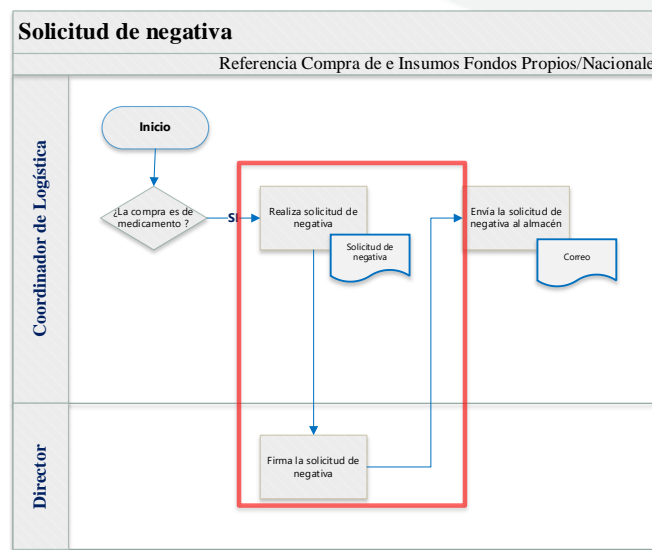 Solicitud de negativa
Referencia Compra de e Insumos Fondos Propios/Nacionale
Coordinador de Logística
Inicio
¿La compra es de
medicamento ?
SI
Realiza solicitud de
negativa
Solicitud de
negativa
Envía la solicitud de
negativa al almacén
Correo
Director
Firma la solicitud de
negativa